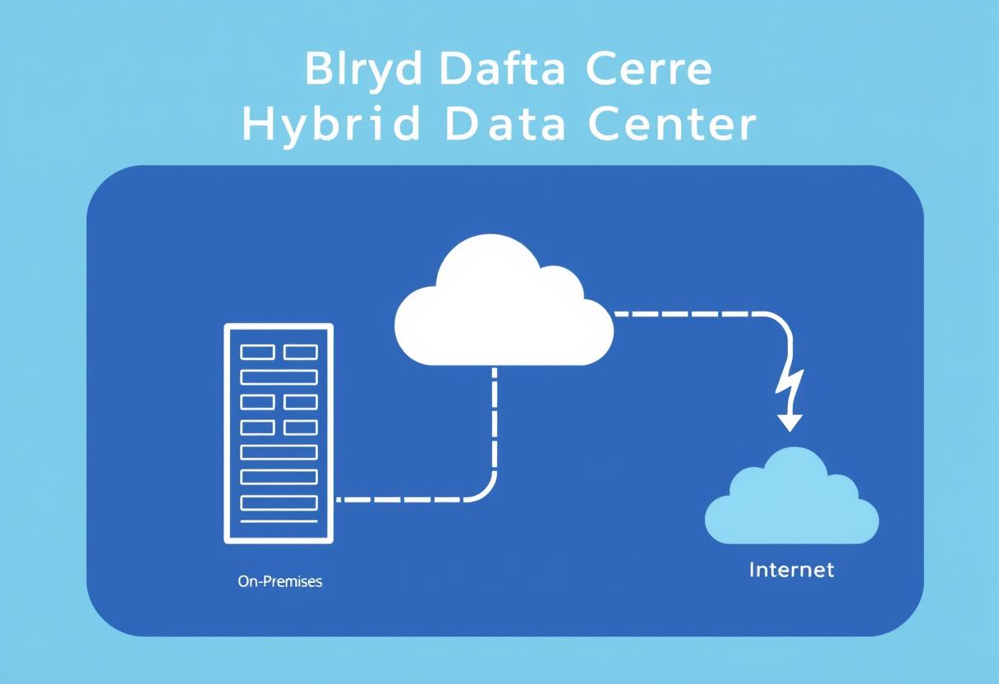 Blryd Dafta Cerre
Hybrid Data Center
On-Premises
Internet